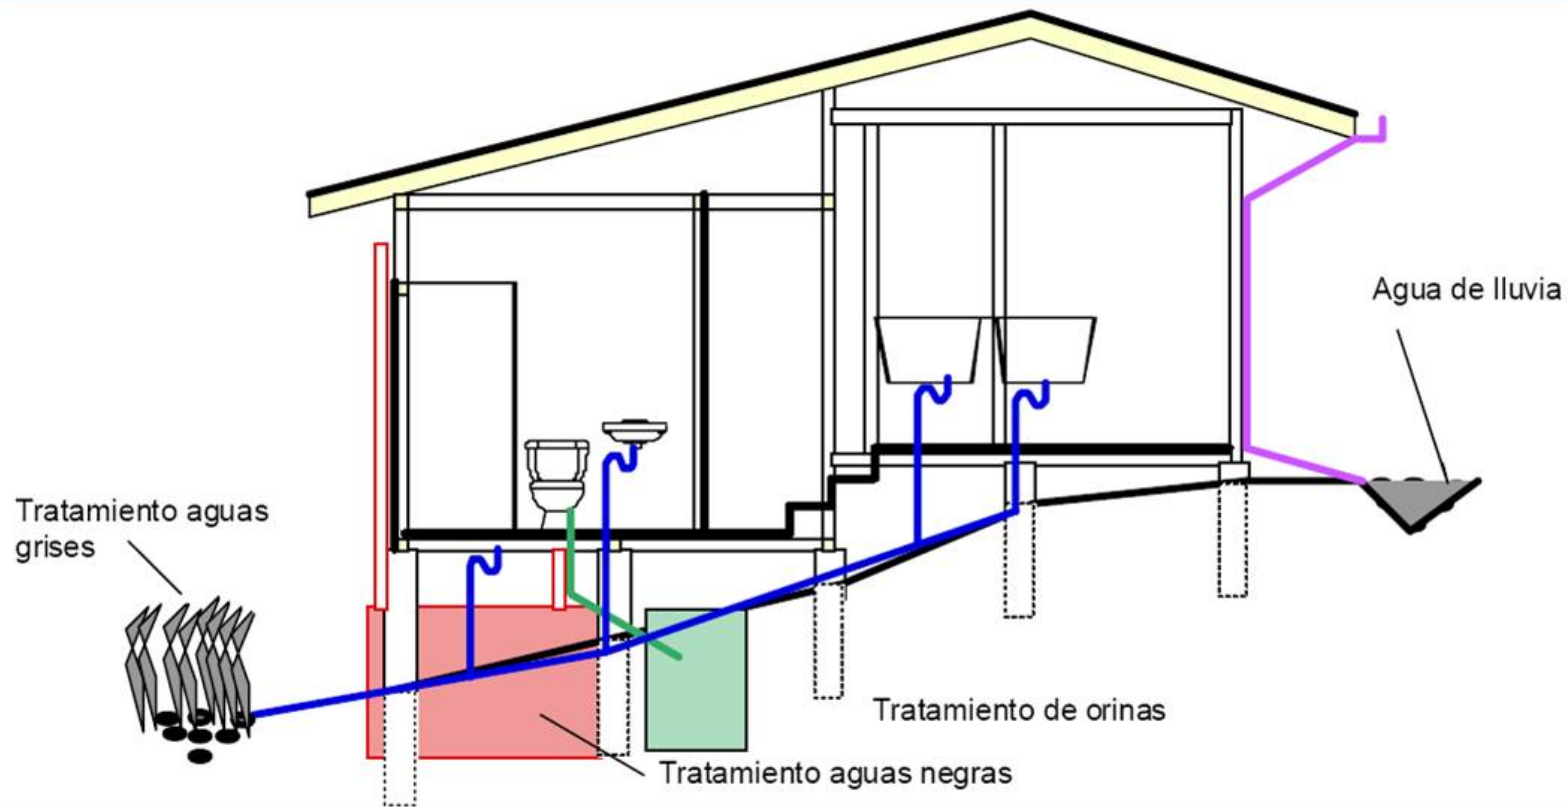 Agua de lluvia
Tratamiento aguas
grises
Tratamiento de orinas
Tratamiento aguas negras